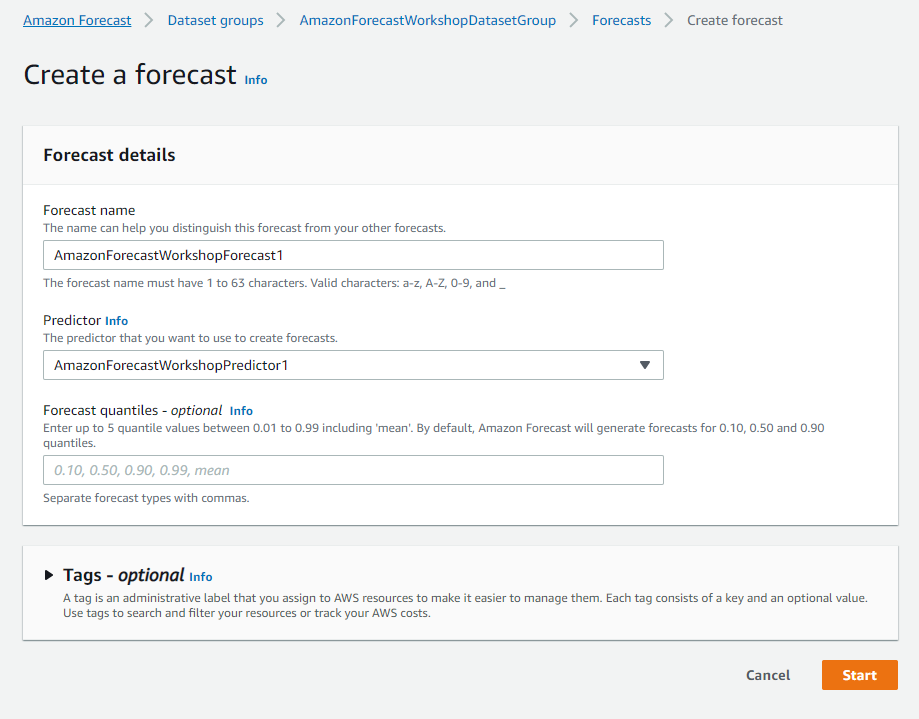 Amazon Forecast > Dataset groups > AmazonForecastWorkshopDatasetGroup > Forecasts > Create forecast
Create a forecast Info
Forecast details
Forecast name
The name can help you distinguish this forecast from your other forecasts.
AmazonForecastWorkshopForecast1
The forecast name must have 1 to 63 characters. Valid characters: a-z, A-Z, 0-9, and _
Predictor Info
The predictor that you want to use to create forecasts.
AmazonForecastWorkshopPredictor1
Forecast quantiles - optional Info
Enter up to 5 quantile values between 0.01 to 0.99 including 'mean'. By default, Amazon Forecast will generate forecasts for 0.10, 0.50 and 0.90
quantiles.
0.10, 0.50, 0.90, 0.99, mean
Separate forecast types with commas.
Tags - optional Info
A tag is an administrative label that you assign to AWS resources to make it easier to manage them. Each tag consists of a key and an optional value.
Use tags to search and filter your resources or track your AWS costs.
Cancel Start